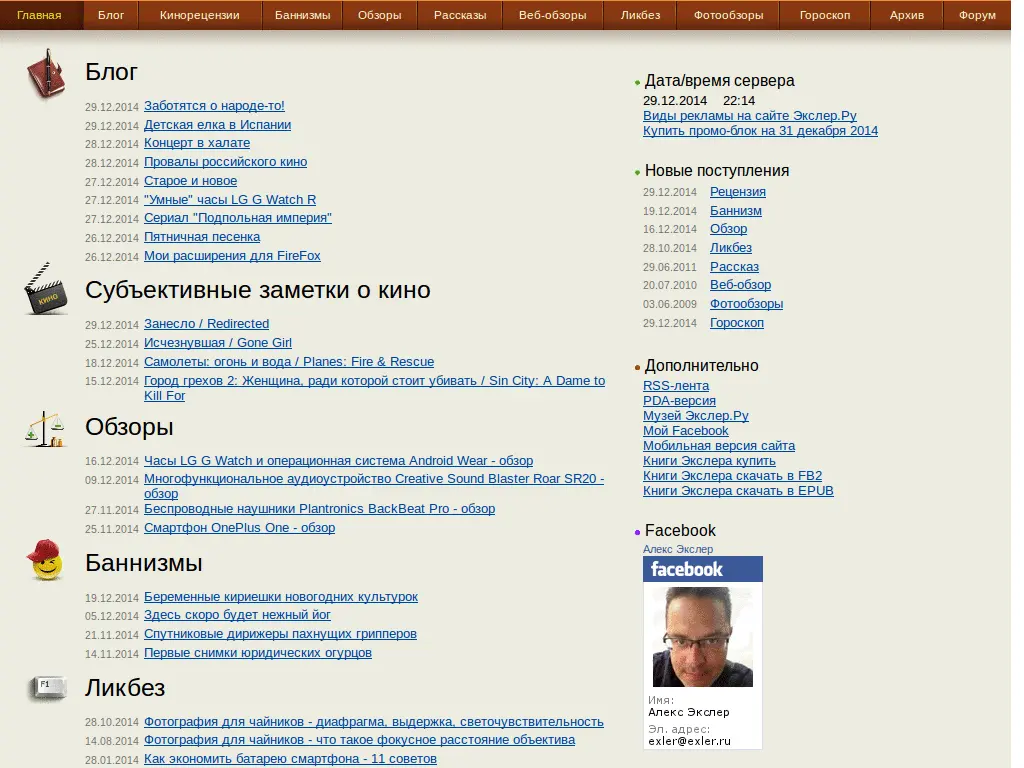 Главная Блог Кинорецензии Баннизмы Обзоры Рассказы Веб-обзоры Ликбез Фотообзоры Гороскоп Архив Форум
Блог
29.12.2014 Заботятся о народе-то!
29.12.2014 Детская елка в Испании
28.12.2014 Концерт в халате
28.12.2014 Провалы российского кино
27.12.2014 Старое и новое
27.12.2014 "Умные" часы LG G Watch R
27.12.2014 Сериал "Подпольная империя"
26.12.2014 Пятничная песенка
26.12.2014 Мои расширения для FireFox
КИНО
Субъективные заметки о кино
29.12.2014 Занесло / Redirected
25.12.2014 Исчезнувшая / Gone Girl
18.12.2014 Самолеты: огонь и вода / Planes: Fire & Rescue
15.12.2014 Город грехов 2: Женщина, ради которой стоит убивать / Sin City: A Dame to
Kill For
Обзоры
16.12.2014 Часы LG G Watch и операционная система Android Wear - обзор
09.12.2014 Многофункциональное аудиоустройство Creative Sound Blaster Roar SR20 -
обзор
27.11.2014 Беспроводные наушники Plantronics BackBeat Pro - обзор
25.11.2014 Смартфон OnePlus One - обзор
Баннизмы
19.12.2014 Беременные кириешки новогодних культурок
05.12.2014 Здесь скоро будет нежный йог
21.11.2014 Спутниковые дирижеры пахнущих грипперов
14.11.2014 Первые снимки юридических огурцов
F1
Ликбез
28.10.2014 Фотография для чайников - диафрагма, выдержка, светочувствительность
14.08.2014 Фотография для чайников - что такое фокусное расстояние объектива
28.01.2014 Как экономить батарею смартфона - 11 советов
Дата/время сервера
29.12.2014 22:14
Виды рекламы на сайте Экслер.Ру
Купить промо-блок на 31 декабря 2014
Новые поступления
29.12.2014 Рецензия
19.12.2014 Баннизм
16.12.2014 Обзор
28.10.2014 Ликбез
29.06.2011 Рассказ
20.07.2010 Веб-обзор
03.06.2009 Фотообзоры
29.12.2014 Гороскоп
Дополнительно
RSS-лента
PDA-версия
Музей Экслер.Ру
Мой Facebook
Мобильная версия сайта
Книги Экслера купить
Книги Экслера скачать в FB2
Книги Экслера скачать в EPUB
Facebook
Алекс Экслер
facebook
Имя:
Алекс Экслер
Эл. адрес:
exler@exler.ru